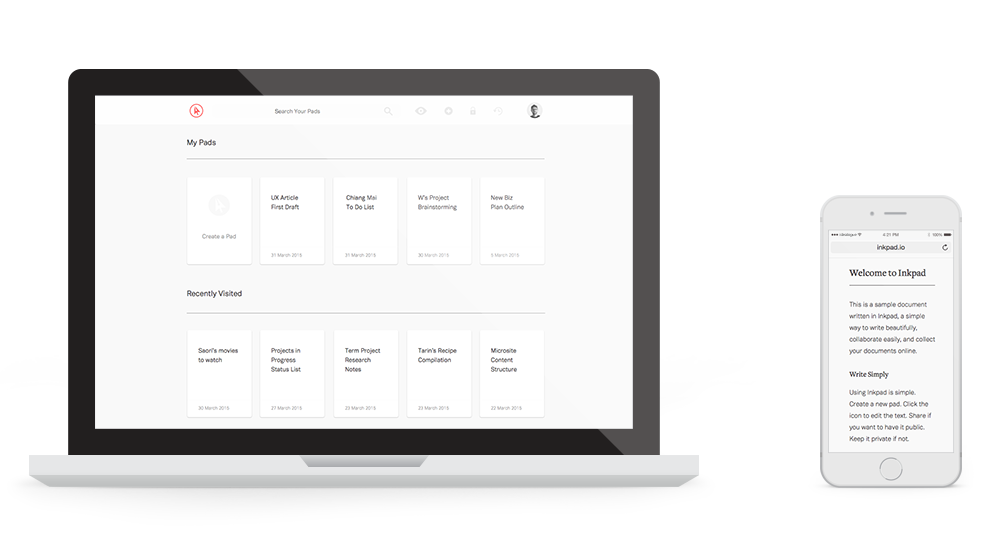 Search Your Pads
My Pads
Create a Pad
UX Article
First Draft
31 March 2015
Chiang Mai
To Do List
31 March 2015
W's Project
Brainstorming
30 March 2015
New Biz
Plan Outline
5 March 2015
Recently Visited
Saori's movies
to watch
30 March 2015
Projects in
Progress
Status List
27 March 2015
Term Project
Research
Notes
23 March 2015
Tarin's Recipe
Compilation
23 March 2015
Microsite
Content
Structure
22 March 2015
4:21 PM
100%
inkpad.io
Welcome to Inkpad
This is a sample document
written in Inkpad, a simple
way to write beautifully,
collaborate easily, and collect
your documents online.
Write Simply
Using Inkpad is simple.
Create a new pad. Click the
icon to edit the text. Share if
you want to have it public.
Keep it private if not.